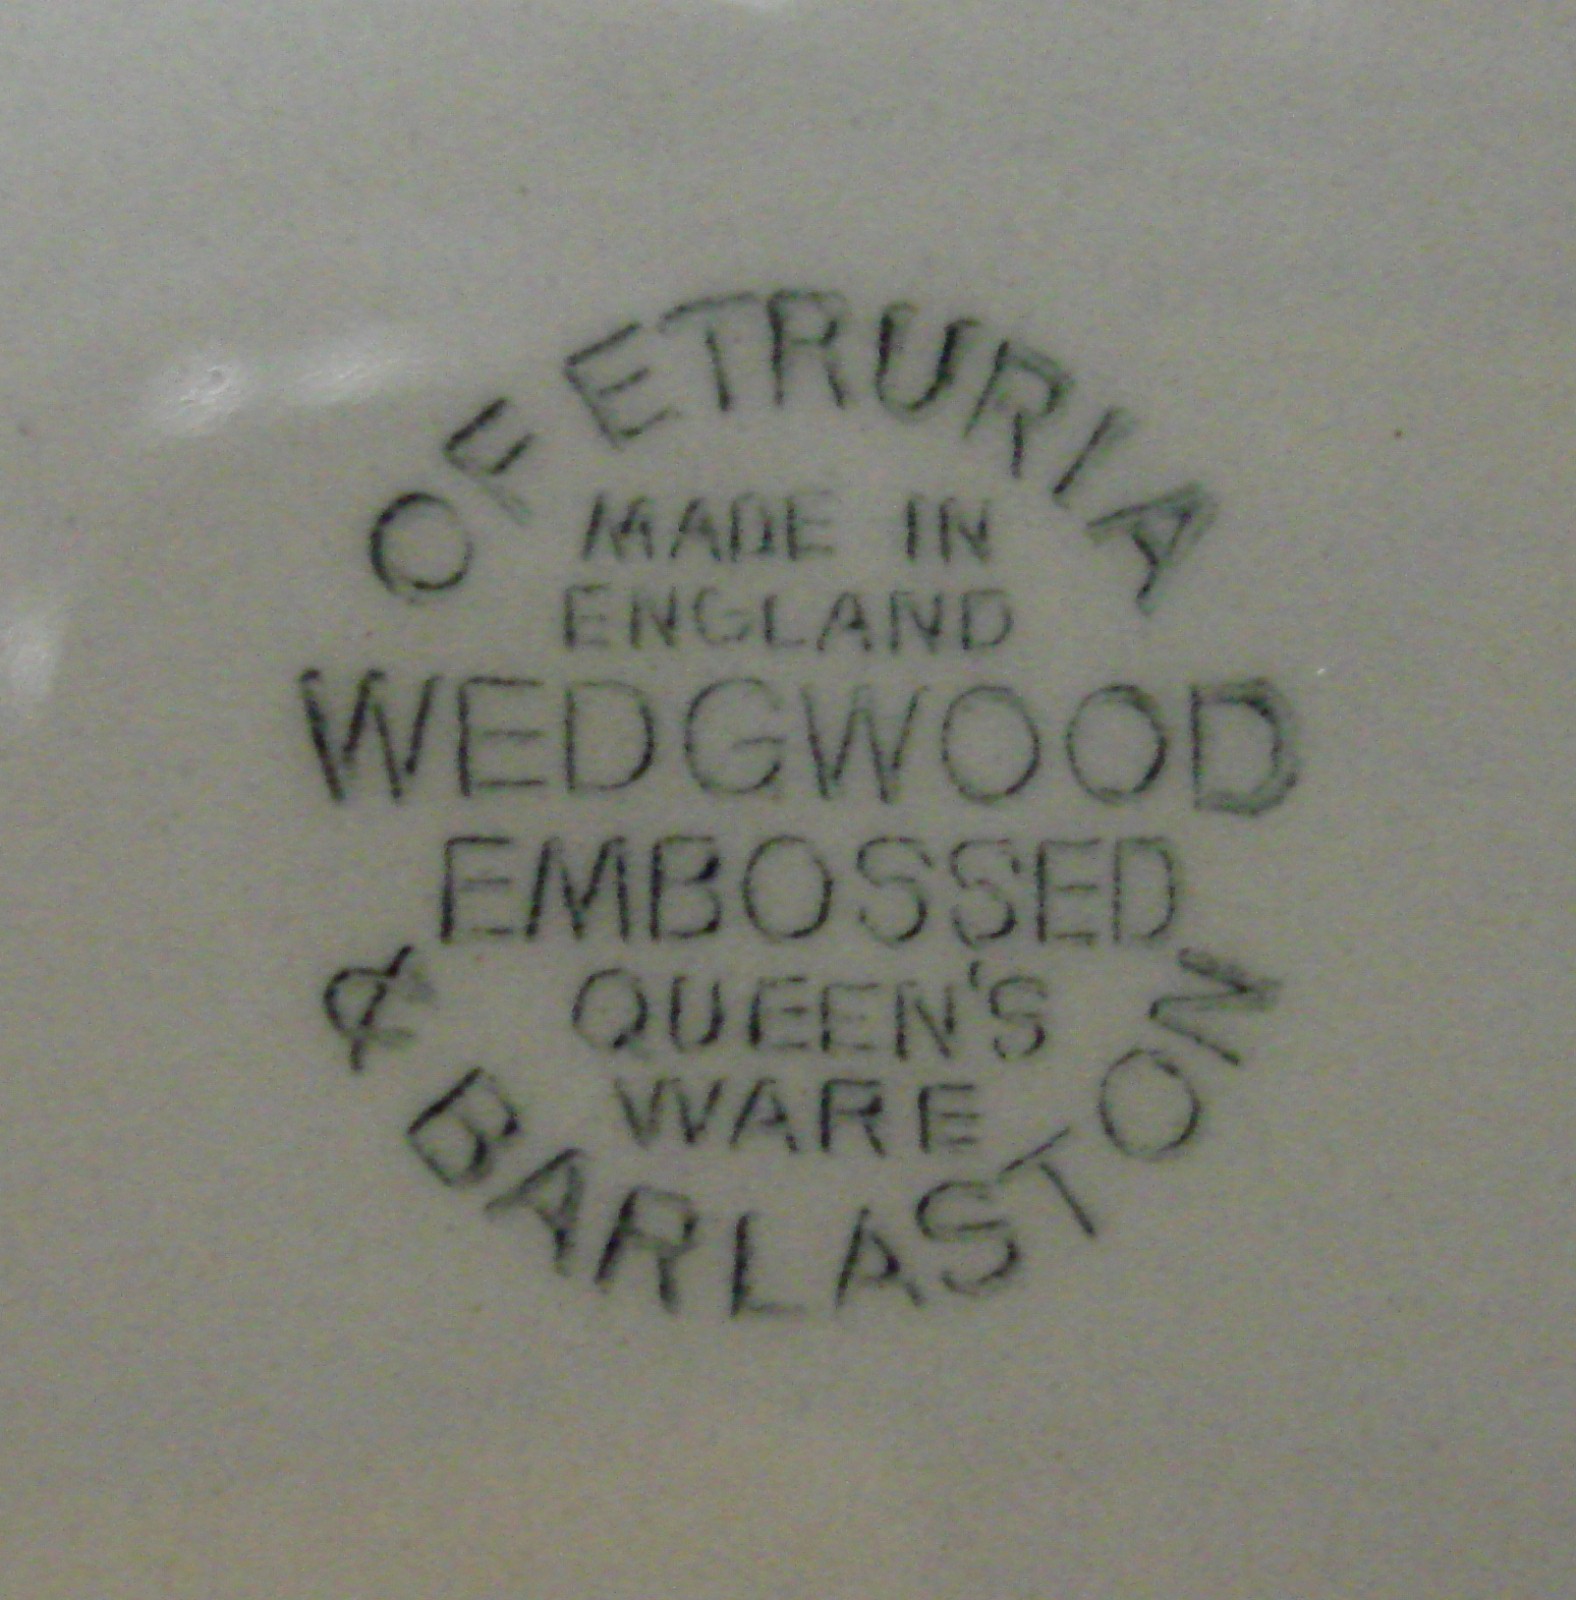 OF ETRURIA
MADE IN
ENGLAND
WEDGWOOD
EMBOSSED
QUEEN'S
WARE
& BARLASTON